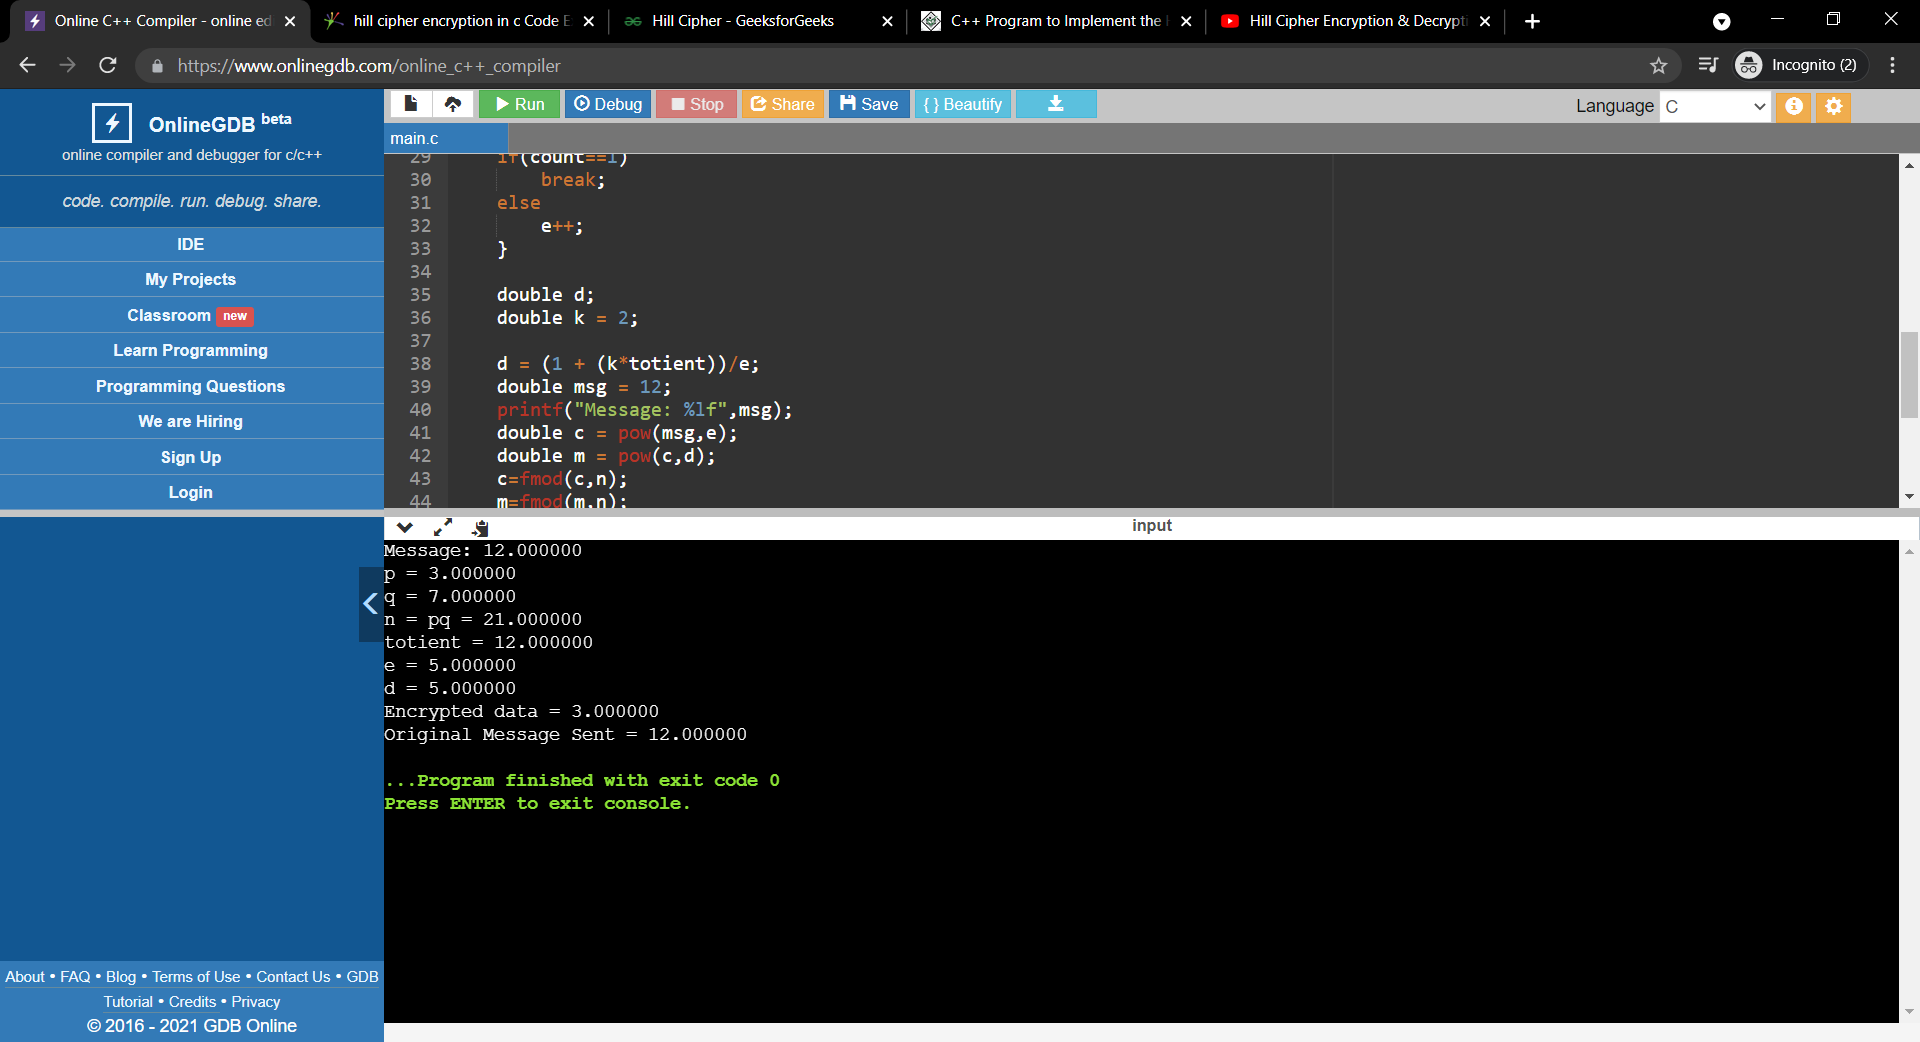 Online C++ Compiler - online ed
hill cipher encryption in c Code E
Hill Cipher - GeeksforGeeks
C++ Program to Implement the H
Hill Cipher Encryption & Decrypti
https://www.onlinegdb.com/online_c++_compiler
Incognito (2)
OnlineGDB beta
online compiler and debugger for c/c++
code. compile. run. debug. share.
IDE
My Projects
Classroom new
Learn Programming
Programming Questions
We are Hiring
Sign Up
Login
About • FAQ • Blog • Terms of Use • Contact Us • GDB
Tutorial • Credits • Privacy
© 2016 - 2021 GDB Online
Run Debug Stop Share Save {} Beautify
Language C
main.c
29 if(count==1)
30 break;
31 else
32 e++;
33 }
34
35 double d;
36 double k = 2;
37
38 d = (1 + (k*totient))/e;
39 double msg = 12;
40 printf("Message: %lf",msg);
41 double c = pow(msg,e);
42 double m = pow(c,d);
43 c=fmod(c,n);
44 m=fmod(m,n);
input
Message: 12.000000
p = 3.000000
q = 7.000000
n = pq = 21.000000
totient = 12.000000
e = 5.000000
d = 5.000000
Encrypted data = 3.000000
Original Message Sent = 12.000000
...Program finished with exit code 0
Press ENTER to exit console.